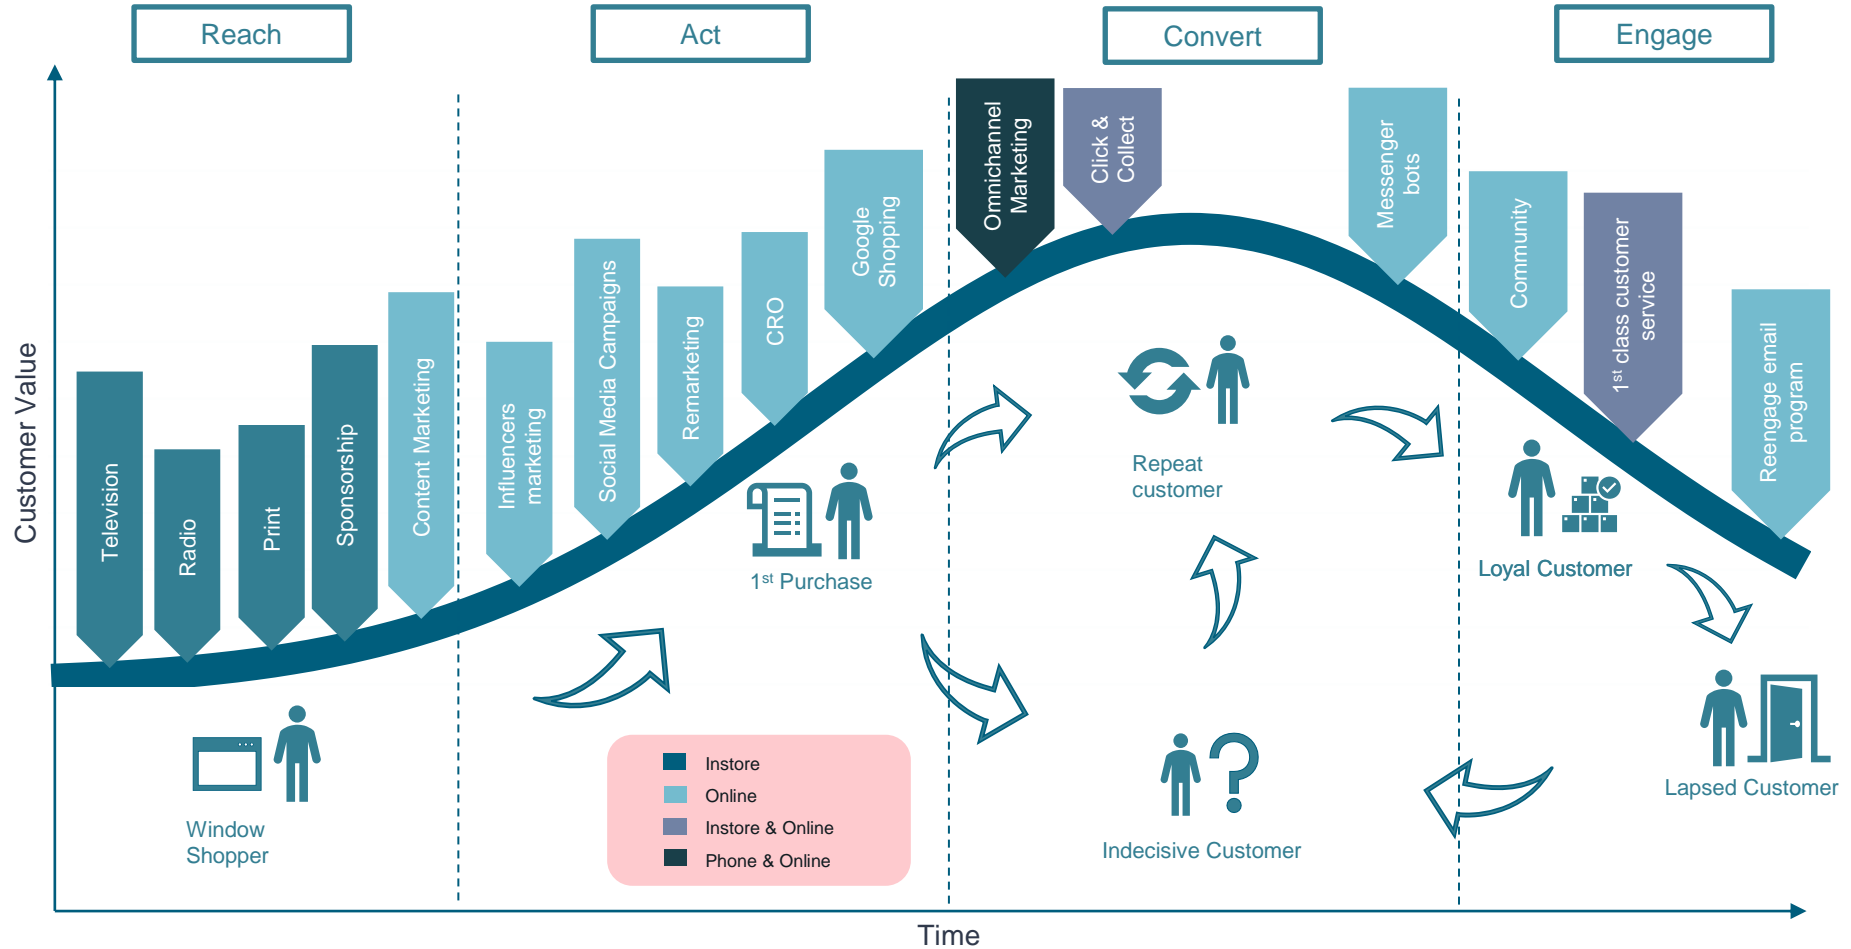 Reach
Act
Convert
Engage
Customer Value
Television
Radio
Print
Sponsorship
Content Marketing
Influencers
marketing
Social Media Campaigns
Remarketing
CRO
Google
Shopping
Omnichannel
Marketing
Click &
Collect
Messenger
bots
Community
1st class customer
service
Reengage email
program
Window
Shopper
1st Purchase
Repeat
customer
Indecisive Customer
Loyal Customer
Lapsed Customer
Instore
Online
Instore & Online
Phone & Online
Time